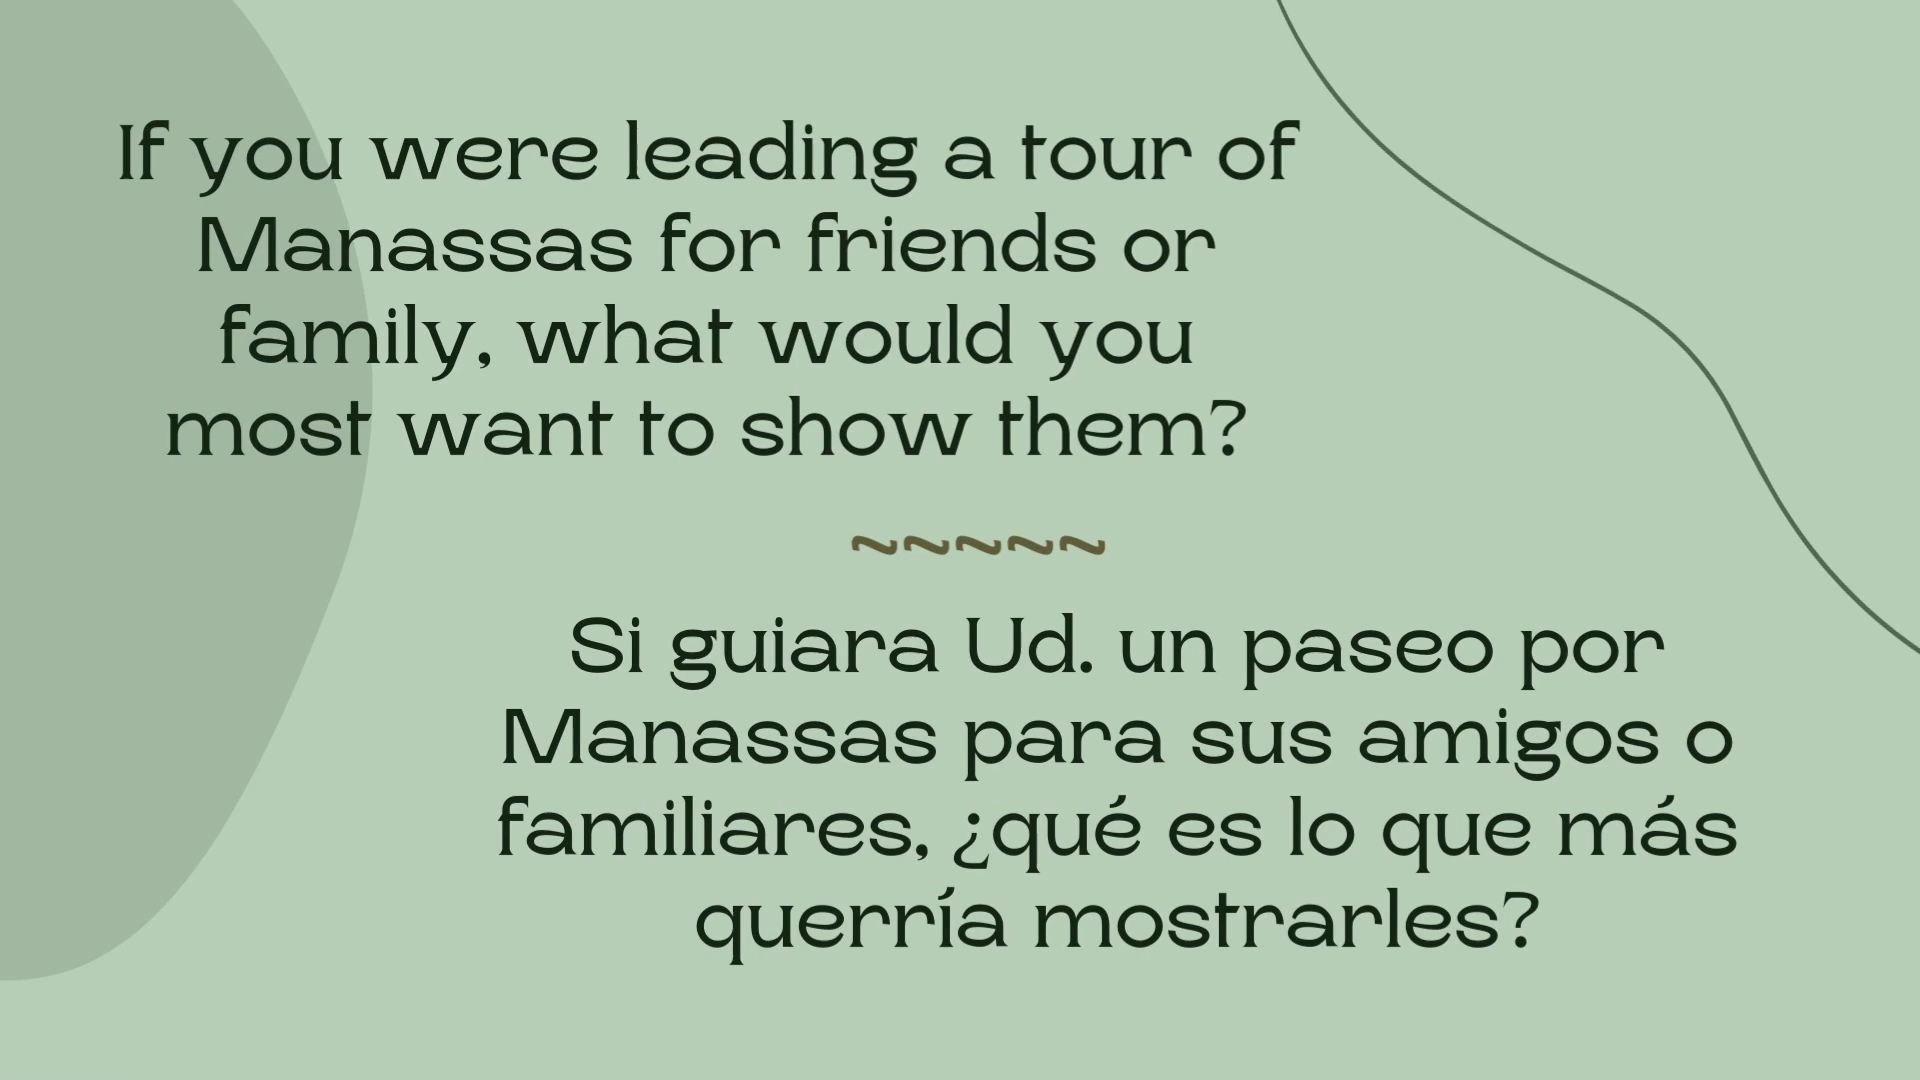 If you were leading a tour of
Manassas for friends or
family, what would you
most want to show them?
~~~~~
Si guiara Ud. un paseo por
Manassas para sus amigos o
familiares, ¿qué es lo que más
querría mostrarles?